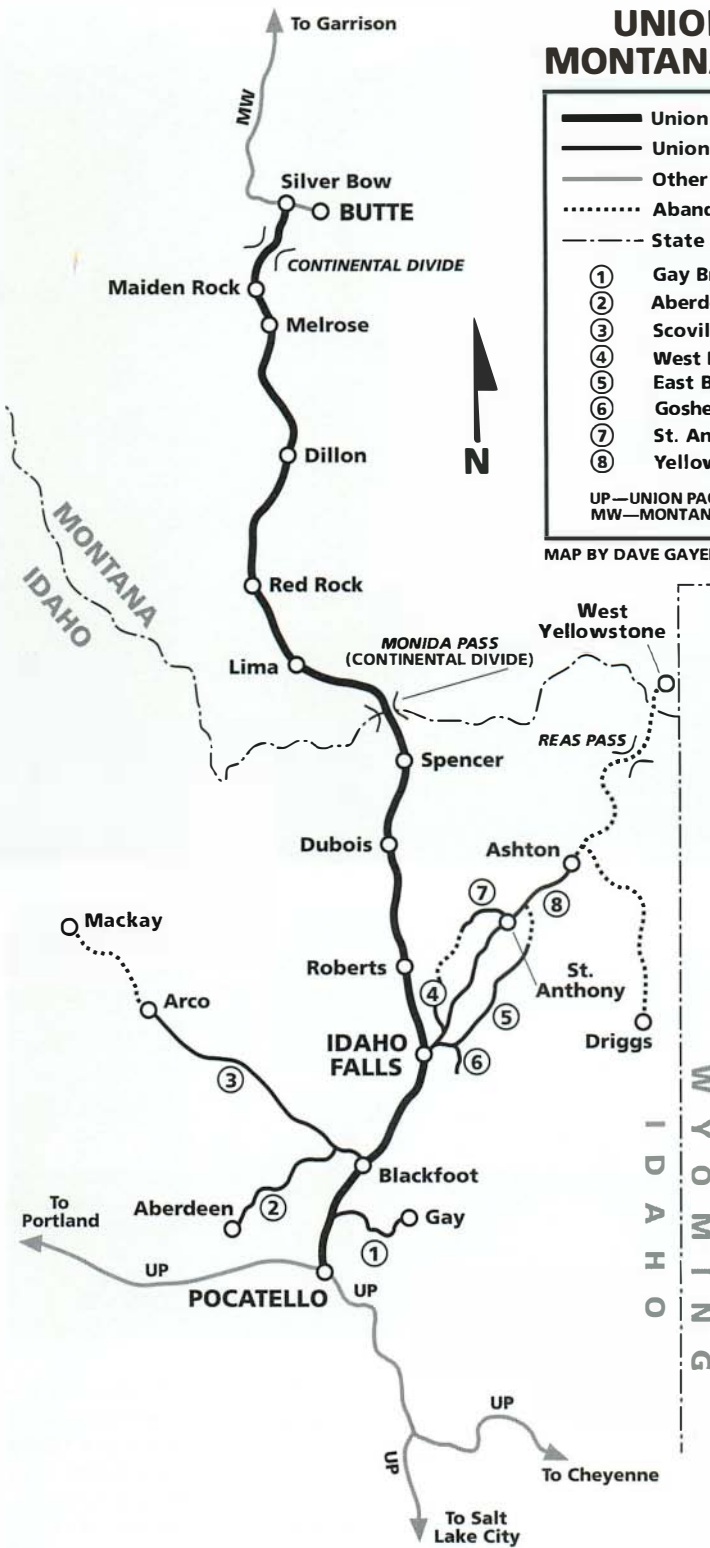 UNION
MONTANA
Union
Union
Other
Aband
State
① Gay Br
② Aberd
③ Scovil
④ West
⑤ East B
⑥ Goshe
⑦ St. An
⑧ Yellow
UP—UNION PAC
MW—MONTAN
MAP BY DAVE GAYE
To Garrison
MW
Silver Bow
BUTTE
CONTINENTAL DIVIDE
Maiden Rock
Melrose
N
Dillon
MONTANA
IDAHO
Red Rock
West
Yellowstone
MONIDA PASS
(CONTINENTAL DIVIDE)
Lima
REAS PASS
Spencer
Dubois
Ashton
⑦
⑧
Mackay
Roberts
St.
Anthony
④
⑤
Arco
IDAHO
FALLS
⑥
Driggs
③
WYOMING
IDAHO
Blackfoot
Aberdeen
②
To
Portland
Gay
①
UP
POCATELLO
UP
UP
UP
To Cheyenne
To Salt
Lake City